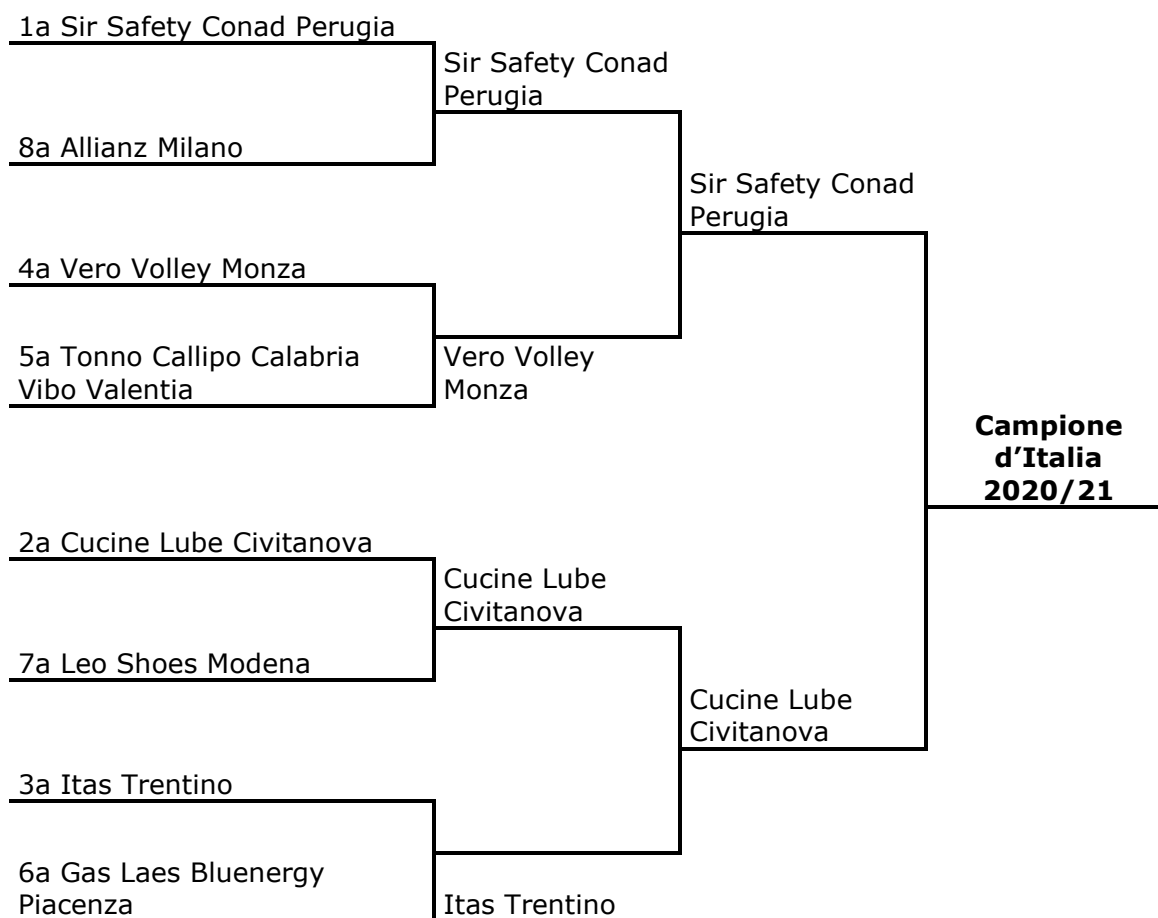 1a Sir Safety Conad Perugia
Sir Safety Conad
Perugia
8a Allianz Milano
Sir Safety Conad
Perugia
4a Vero Volley Monza
5a Tonno Callipo Calabria
Vibo Valentia
Vero Volley
Monza
Campione
d’Italia
2020/21
2a Cucine Lube Civitanova
Cucine Lube
Civitanova
7a Leo Shoes Modena
Cucine Lube
Civitanova
3a Itas Trentino
6a Gas Laes Bluenergy
Piacenza
Itas Trentino